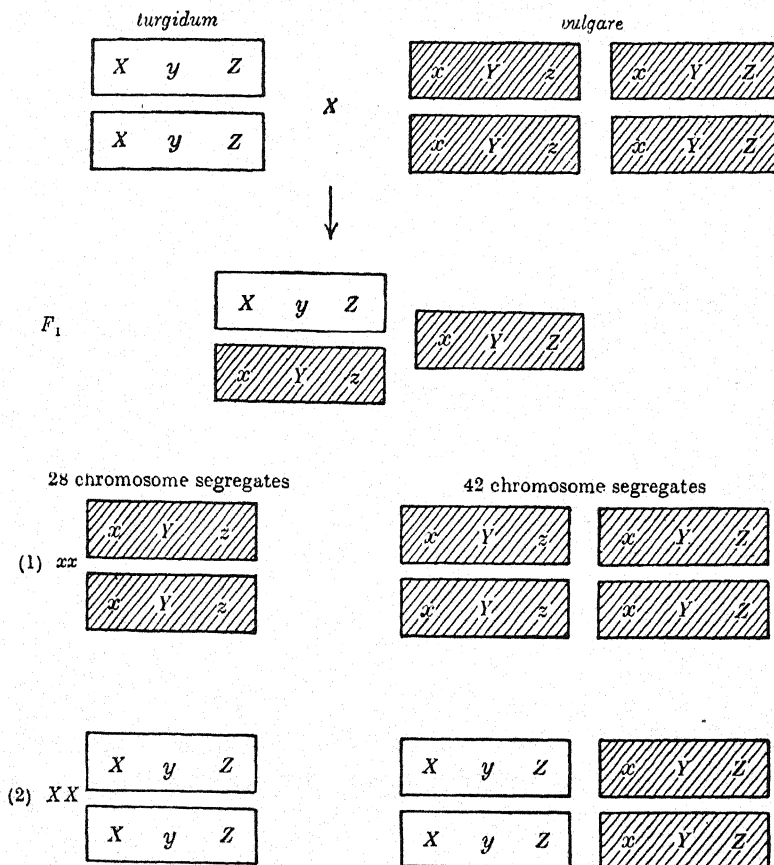 turgidum vulgare
X y Z x Y z x Y Z
X
X y Z x Y z x Y Z
X y Z
F1 x Y Z
x Y z
28 chromosome segregates 42 chromosome segregates
x Y z x Y z x Y Z
(1) xx
x Y z x Y z x Y Z
X y Z X y Z x Y Z
(2) XX
X y Z X y Z x Y Z